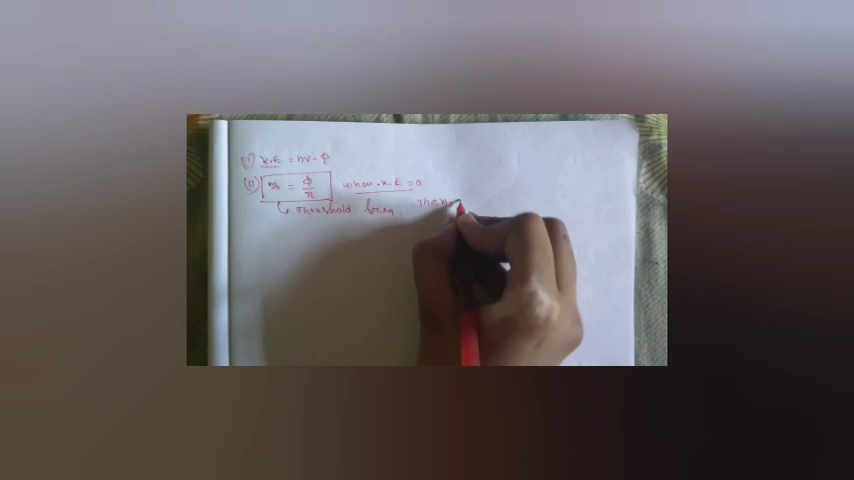 (i) K.E = hν - φ
(ii) ν₀ = φ/h when K.E = 0
Threshold freq. Then